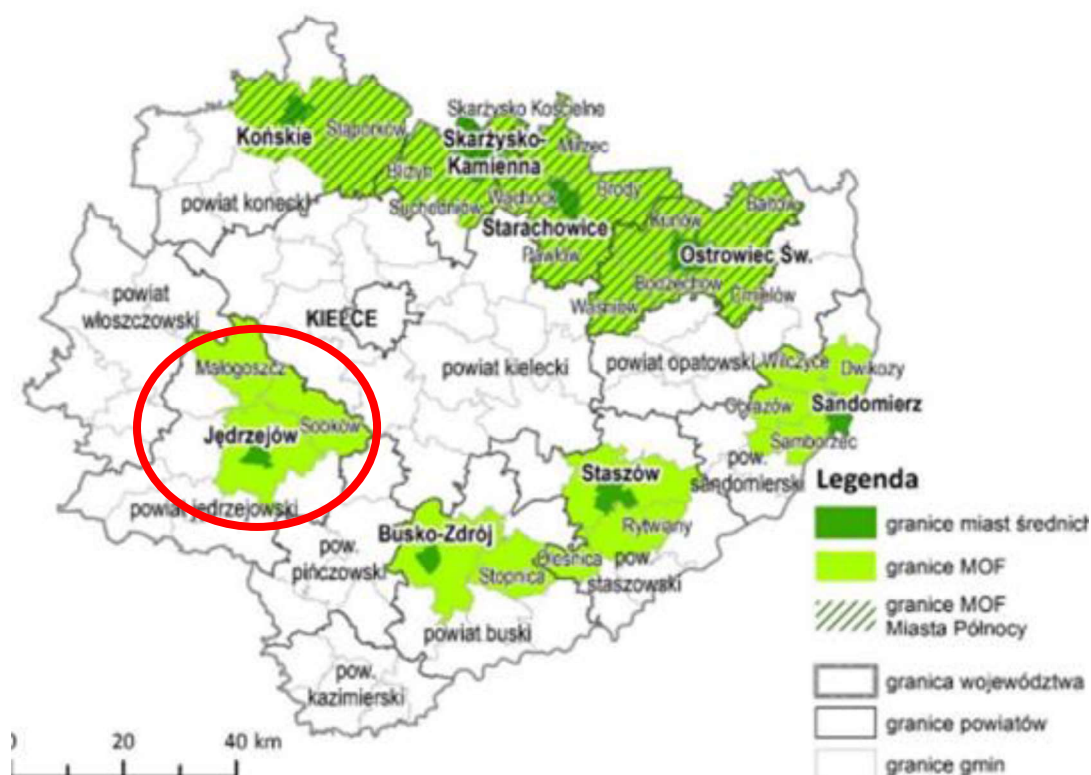 Skarżysko Kościelne
Końskie
Stąporków
Skarżysko-
Kamienna
Mirzec
Bliżyn
Wąchock
Brody
Bałtów
powiat konecki
Suchedniów
Kunów
Starachowice
Ostrowiec Św.
Pawłów
Bodzechów
powiat
włoszczowski
Waśniów
Ćmielów
KIELCE
Małogoszcz
powiat kielecki
powiat opatowski
Wilczyce
Dwikozy
Obrazów
Sandomierz
Sobków
Jędrzejów
Samborzec
pow.
sandomierski
Staszów
powiat jędrzejowski
Rytwiany
Busko-Zdrój
pow.
pińczowski
Oleśnica
Stopnica
pow.
staszowski
powiat buski
pow.
kazimierski
0 20 40 km
Legenda
granice miast średnich
granice MOF
granice MOF
Miasta Północy
granica województwa
granice powiatów
granice gmin